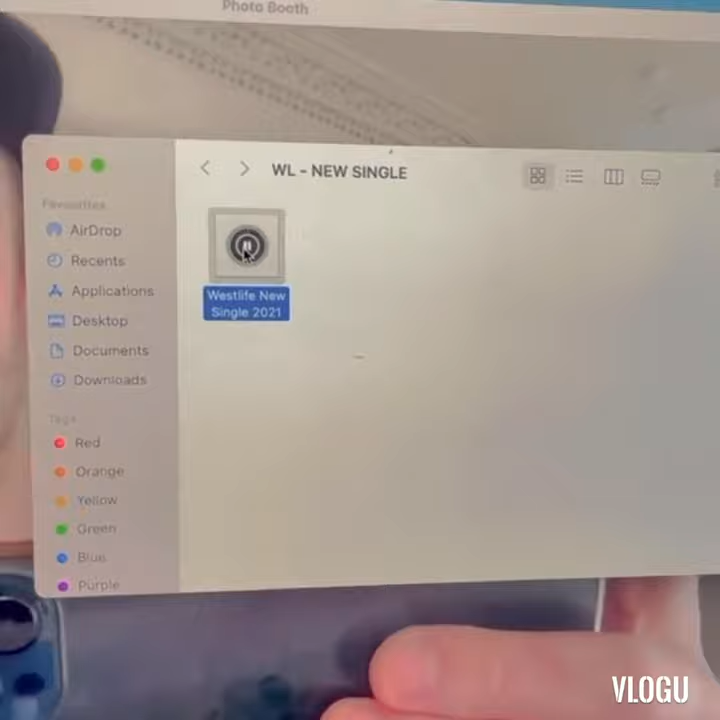 Photo Booth
WL - NEW SINGLE
Favourites
AirDrop
Recents
Applications
Desktop
Documents
Downloads
Westlife New
Single 2021
Tags
Red
Orange
Yellow
Green
Blue
Purple
VLOGU